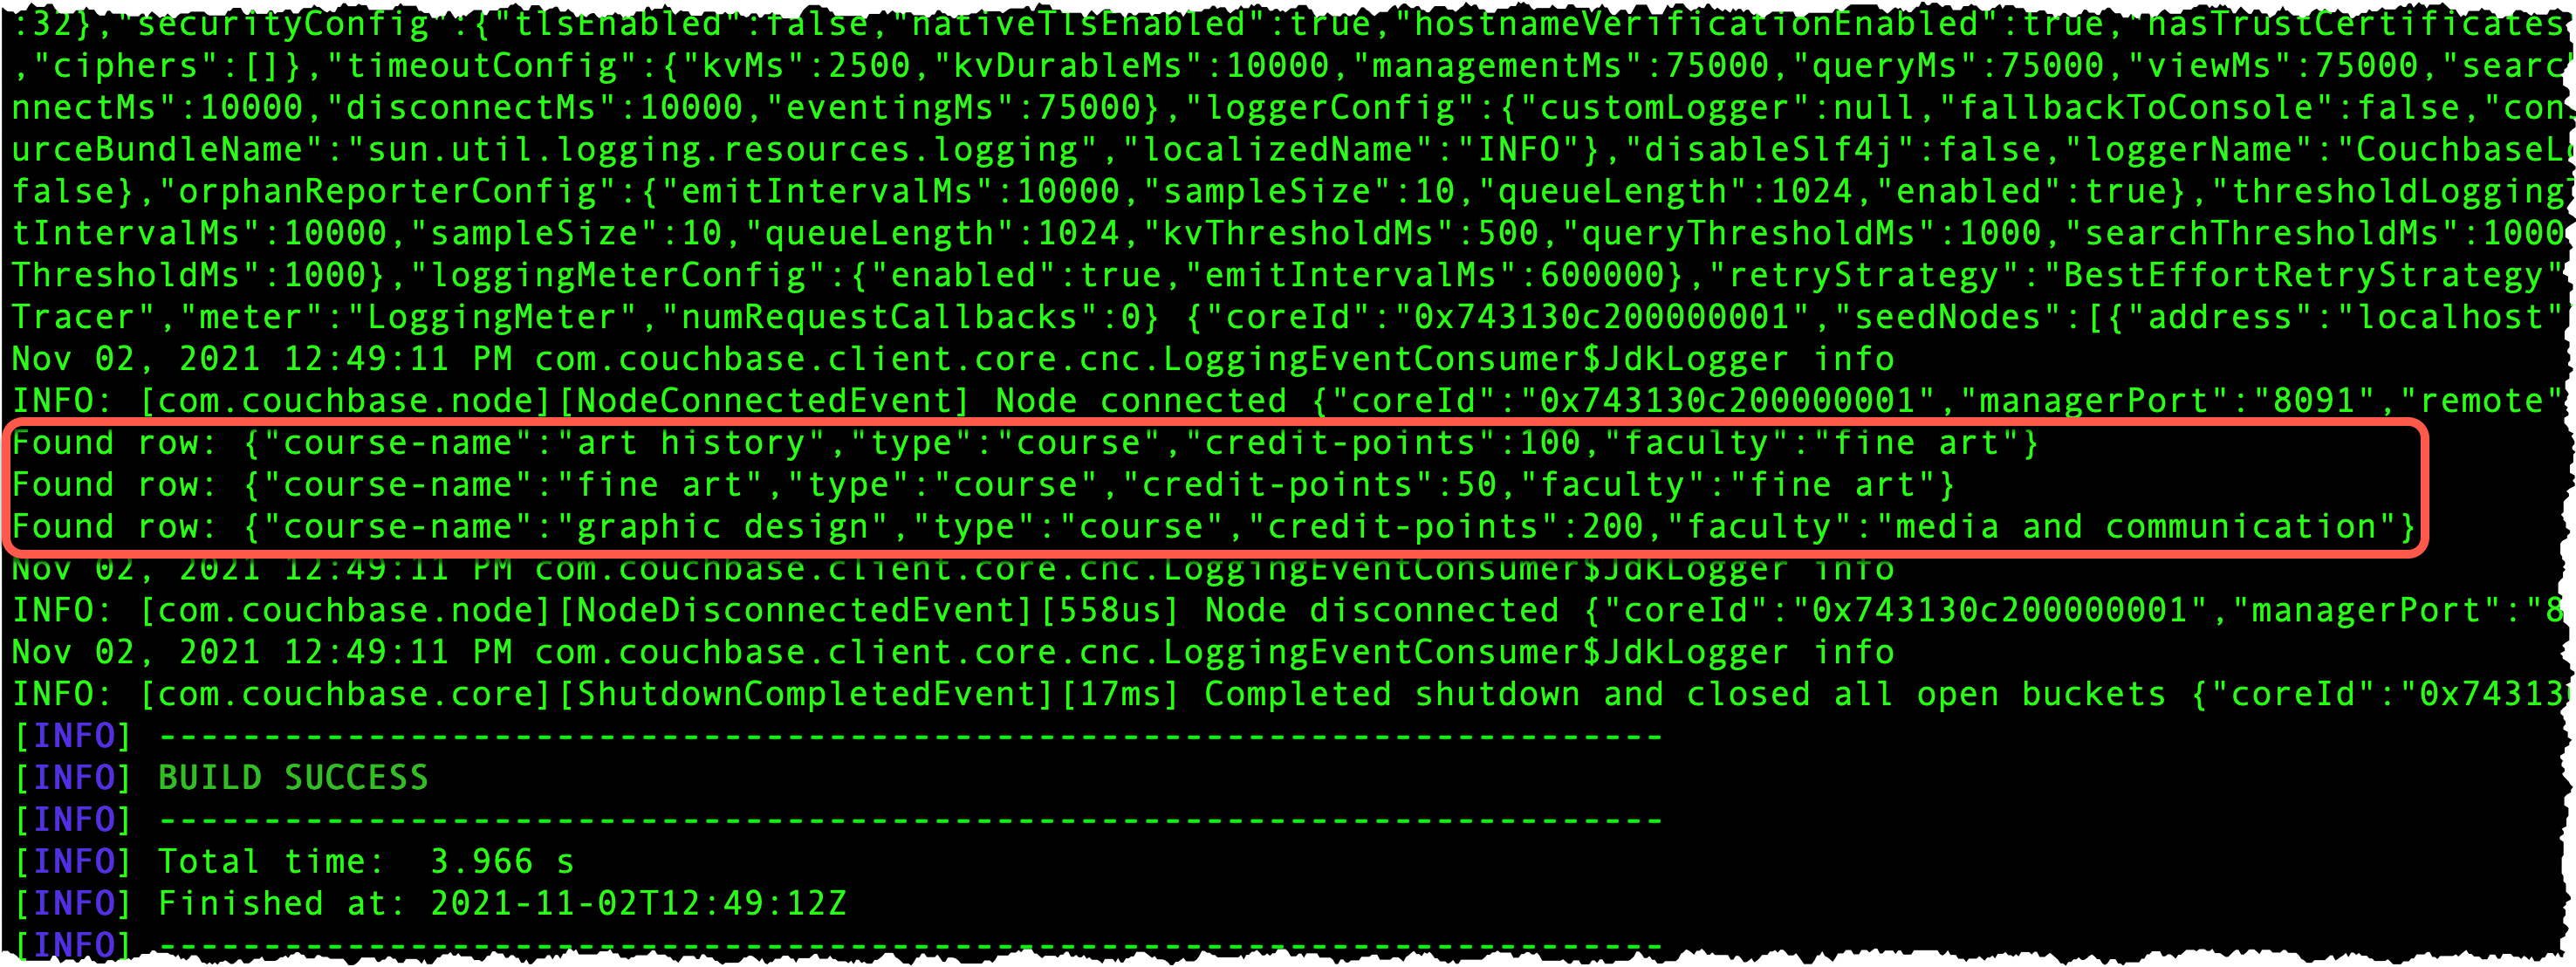 :32},"securityConfig":{"tlsEnabled":false,"nativeTlsEnabled":true,"hostnameVerificationEnabled":true,"hasTrustCertificates
,"ciphers":[]},"timeoutConfig":{"kvMs":2500,"kvDurableMs":10000,"managementMs":75000,"queryMs":75000,"viewMs":75000,"searc
nnectMs":10000,"disconnectMs":10000,"eventingMs":75000},"loggerConfig":{"customLogger":null,"fallbackToConsole":false,"con
urceBundleName":"sun.util.logging.resources.logging","localizedName":"INFO"},"disableSlf4j":false,"loggerName":"CouchbaseL
false},"orphanReporterConfig":{"emitIntervalMs":10000,"sampleSize":10,"queueLength":1024,"enabled":true},"thresholdLogging
tIntervalMs":10000,"sampleSize":10,"queueLength":1024,"kvThresholdMs":500,"queryThresholdMs":1000,"searchThresholdMs":1000
ThresholdMs":1000},"loggingMeterConfig":{"enabled":true,"emitIntervalMs":600000},"retryStrategy":"BestEffortRetryStrategy"
Tracer","meter":"LoggingMeter","numRequestCallbacks":0} {"coreId":"0x743130c200000001","seedNodes":[{"address":"localhost"
Nov 02, 2021 12:49:11 PM com.couchbase.client.core.cnc.LoggingEventConsumer$JdkLogger info
INFO: [com.couchbase.node][NodeConnectedEvent] Node connected {"coreId":"0x743130c200000001","managerPort":"8091","remote"
Found row: {"course-name":"art history","type":"course","credit-points":100,"faculty":"fine art"}
Found row: {"course-name":"fine art","type":"course","credit-points":50,"faculty":"fine art"}
Found row: {"course-name":"graphic design","type":"course","credit-points":200,"faculty":"media and communication"}
Nov 02, 2021 12:49:11 PM com.couchbase.client.core.cnc.LoggingEventConsumer$JdkLogger info
INFO: [com.couchbase.node][NodeDisconnectedEvent][558us] Node disconnected {"coreId":"0x743130c200000001","managerPort":"8
Nov 02, 2021 12:49:11 PM com.couchbase.client.core.cnc.LoggingEventConsumer$JdkLogger info
INFO: [com.couchbase.core][ShutdownCompletedEvent][17ms] Completed shutdown and closed all open buckets {"coreId":"0x74313
[INFO] ------------------------------------------------------------------------
[INFO] BUILD SUCCESS
[INFO] ------------------------------------------------------------------------
[INFO] Total time:  3.966 s
[INFO] Finished at: 2021-11-02T12:49:12Z
[INFO] ------------------------------------------------------------------------